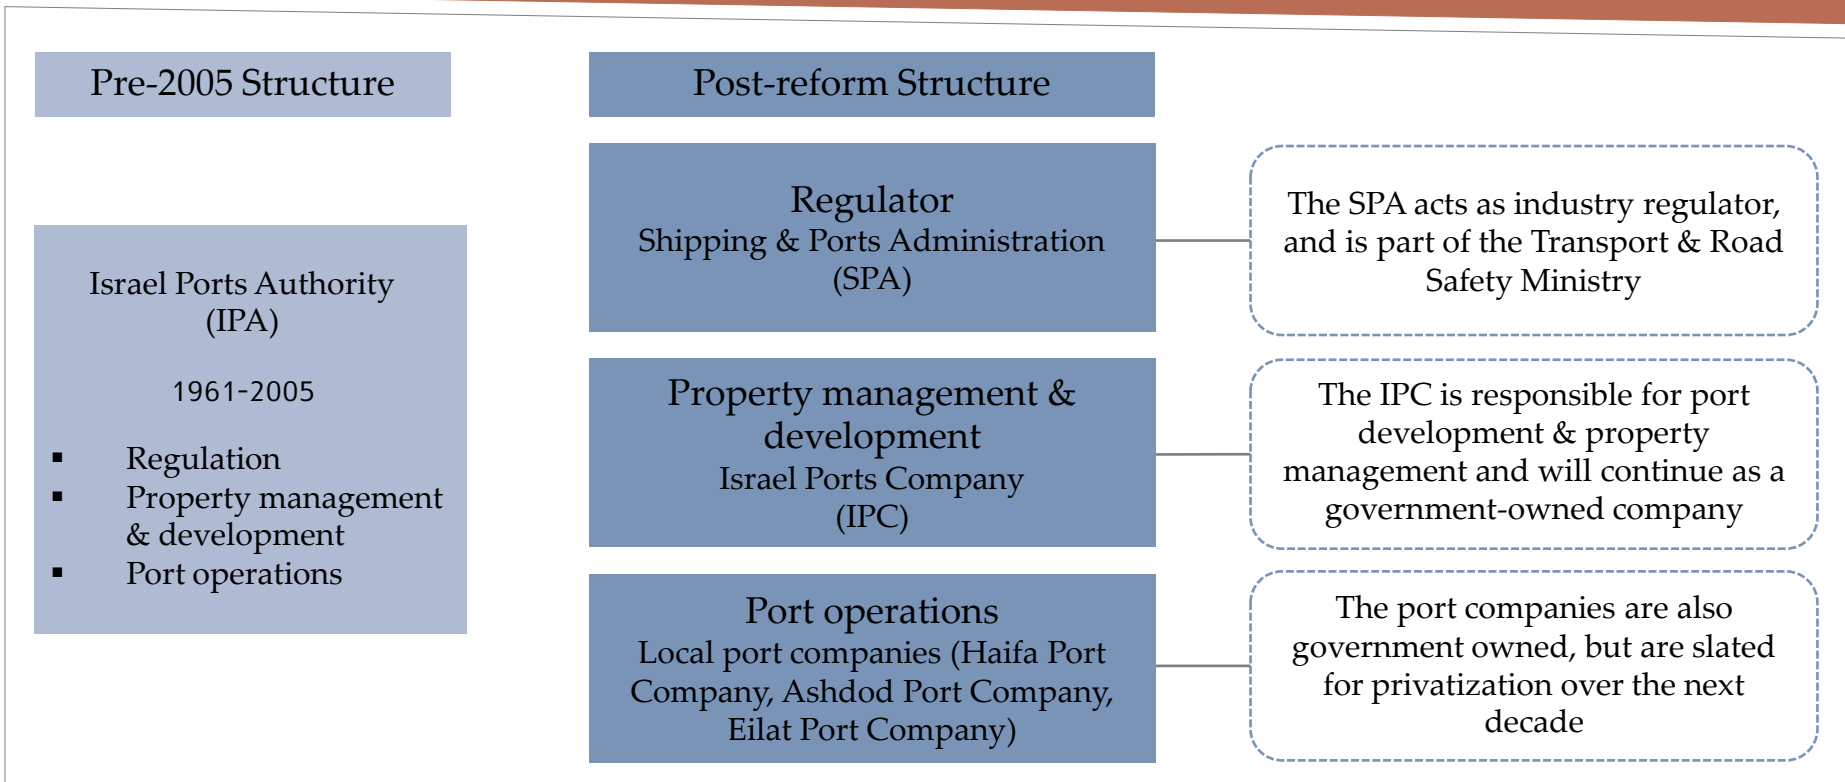 Pre-2005 Structure
Israel Ports Authority
(IPA)
1961-2005
▪ Regulation
▪ Property management
& development
▪ Port operations
Post-reform Structure
Regulator
Shipping & Ports Administration
(SPA)
The SPA acts as industry regulator,
and is part of the Transport & Road
Safety Ministry
Property management &
development
Israel Ports Company
(IPC)
The IPC is responsible for port
development & property
management and will continue as a
government-owned company
Port operations
Local port companies (Haifa Port
Company, Ashdod Port Company,
Eilat Port Company)
The port companies are also
government owned, but are slated
for privatization over the next
decade